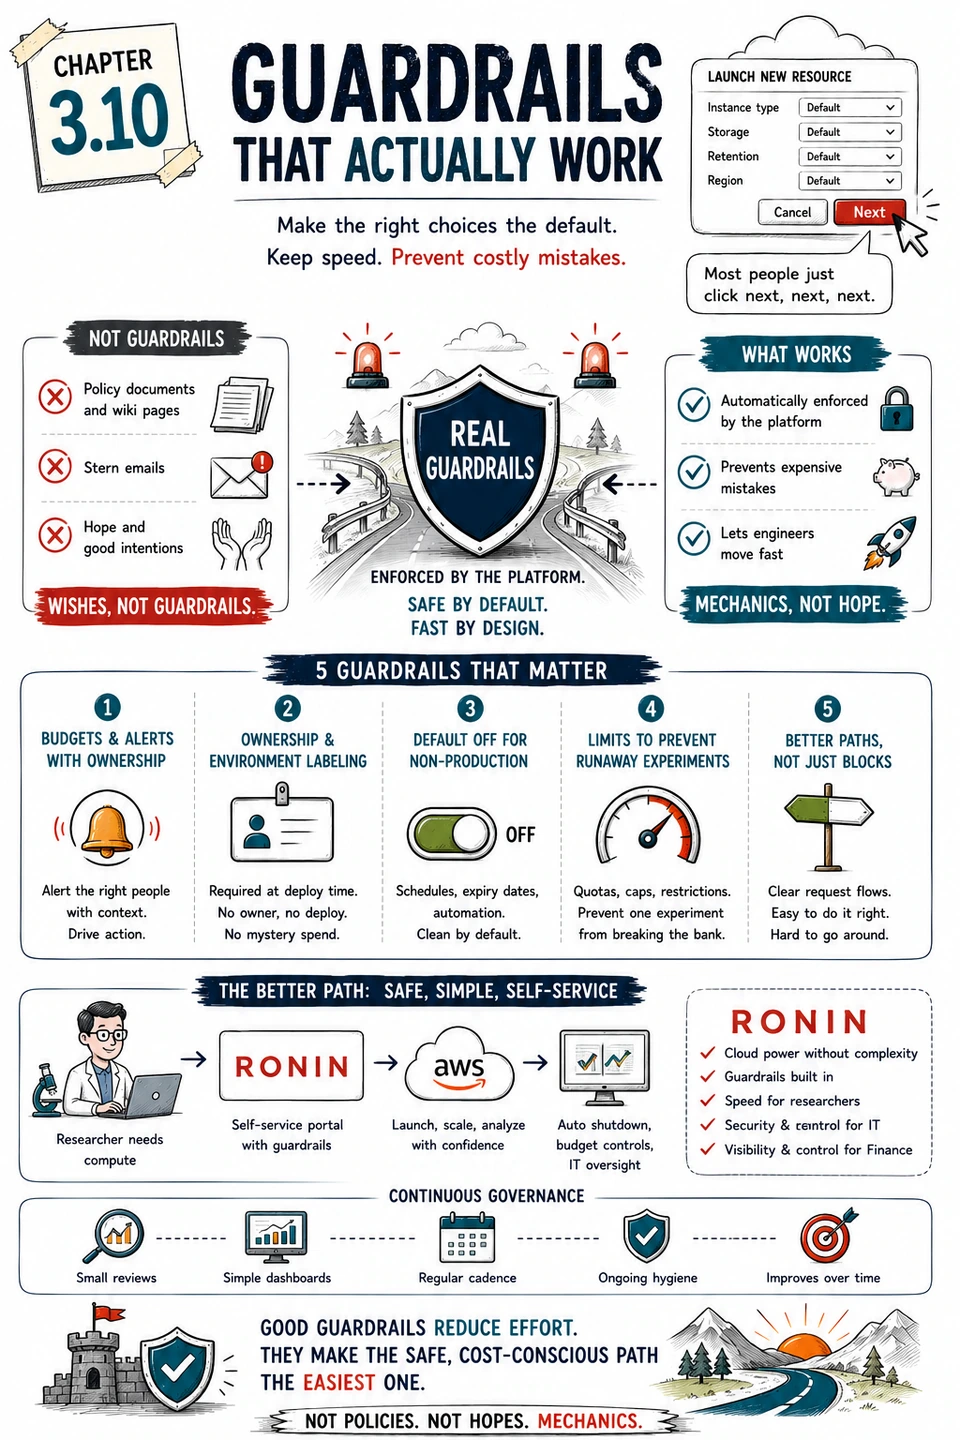 CHAPTER
3.10
GUARDRAILS
THAT ACTUALLY WORK
Make the right choices the default.
Keep speed. Prevent costly mistakes.
LAUNCH NEW RESOURCE
Instance type Default
Storage Default
Retention Default
Region Default
Cancel Next
Most people just
click next, next, next.
NOT GUARDRAILS
Policy documents
and wiki pages
Stern emails
!
Hope and
good intentions
WISHES, NOT GUARDRAILS.
REAL
GUARDRAILS
ENFORCED BY THE PLATFORM.
SAFE BY DEFAULT.
FAST BY DESIGN.
WHAT WORKS
Automatically enforced
by the platform
Prevents expensive
mistakes
Lets engineers
move fast
MECHANICS, NOT HOPE.
5 GUARDRAILS THAT MATTER
1
BUDGETS & ALERTS
WITH OWNERSHIP
Alert the right people
with context.
Drive action.
2
OWNERSHIP &
ENVIRONMENT LABELING
Required at deploy time.
No owner, no deploy.
No mystery spend.
3
DEFAULT OFF FOR
NON-PRODUCTION
OFF
Schedules, expiry dates,
automation.
Clean by default.
4
LIMITS TO PREVENT
RUNAWAY EXPERIMENTS
Quotas, caps, restrictions.
Prevent one experiment
from breaking the bank.
5
BETTER PATHS,
NOT JUST BLOCKS
Clear request flows.
Easy to do it right.
Hard to go around.
THE BETTER PATH: SAFE, SIMPLE, SELF-SERVICE
Researcher needs
compute
RONIN
Self-service portal
with guardrails
aws
Launch, scale, analyze
with confidence
Auto shutdown,
budget controls,
IT oversight
RONIN
Cloud power without complexity
Guardrails built in
Speed for researchers
Security & control for IT
Visibility & control for Finance
CONTINUOUS GOVERNANCE
Small reviews
Simple dashboards
Regular cadence
Ongoing hygiene
Improves over time
GOOD GUARDRAILS REDUCE EFFORT.
THEY MAKE THE SAFE, COST-CONSCIOUS PATH
THE EASIEST ONE.
NOT POLICIES. NOT HOPES. MECHANICS.